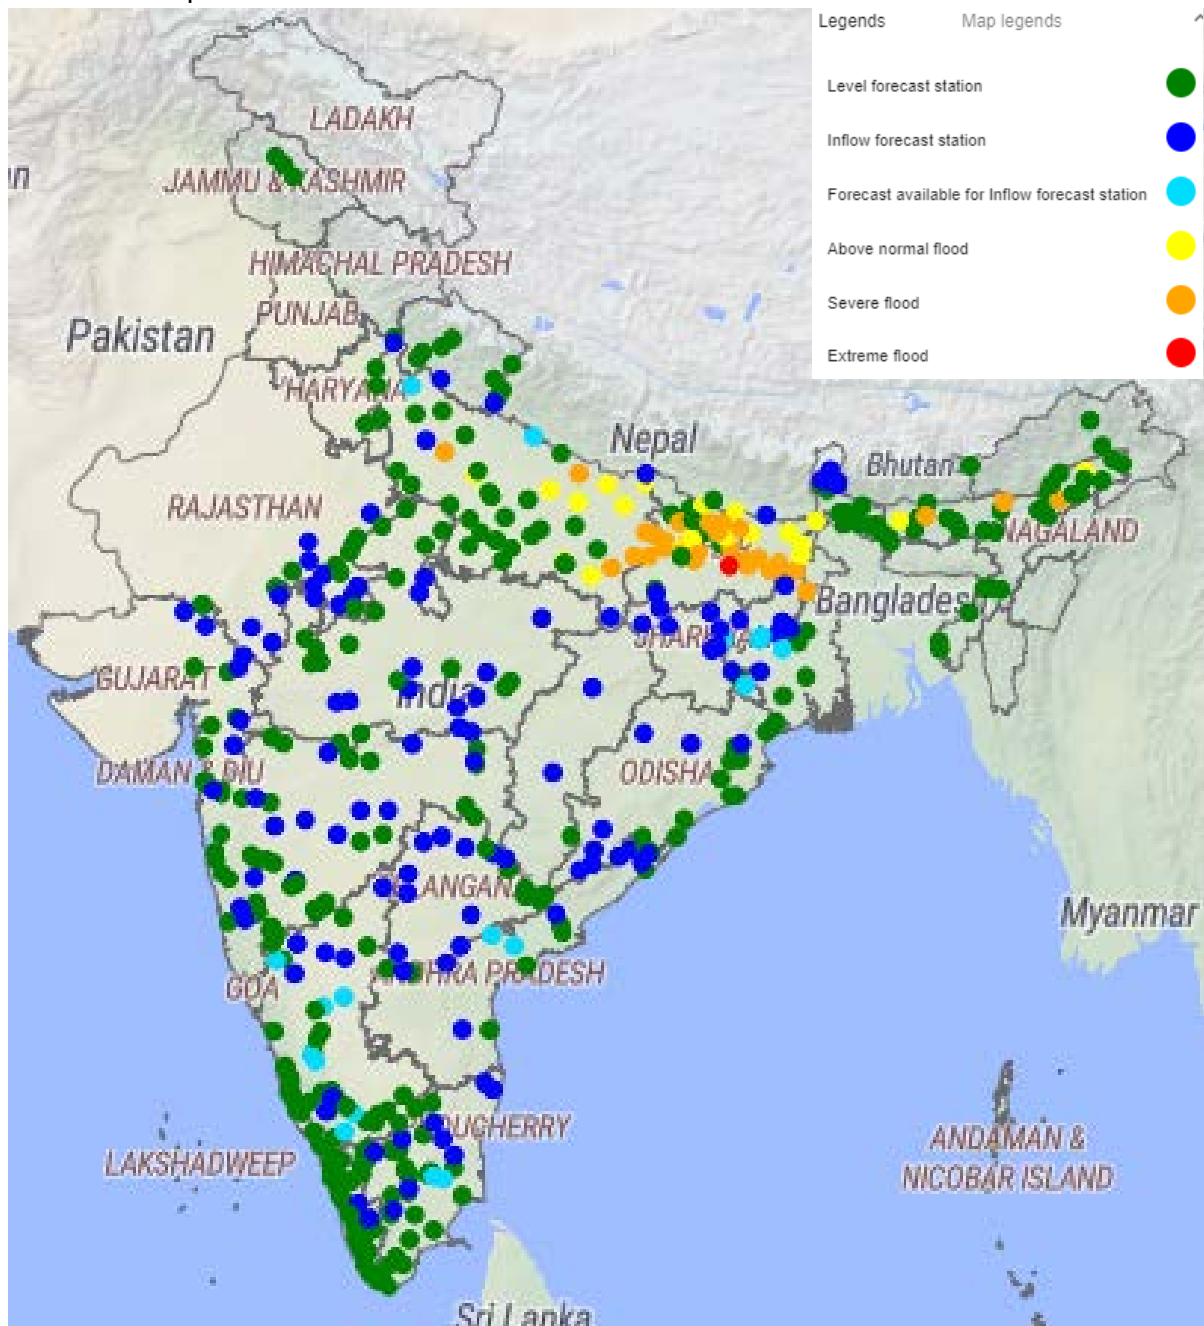 Legends Map legends
Level forecast station
Inflow forecast station
Forecast available for Inflow forecast station
Above normal flood
Severe flood
Extreme flood
LADAKH
JAMMU & KASHMIR
HIMACHAL PRADESH
PUNJAB
Pakistan
HARYANA
Nepal
Bhutan
RAJASTHAN
NAGALAND
Bangladesh
GUJARAT
India
DAMAN & DIU
ODISHA
Myanmar
ANDHRA PRADESH
GOA
LAKSHADWEEP
ANDAMAN &
NICOBAR ISLAND
Sri Lanka